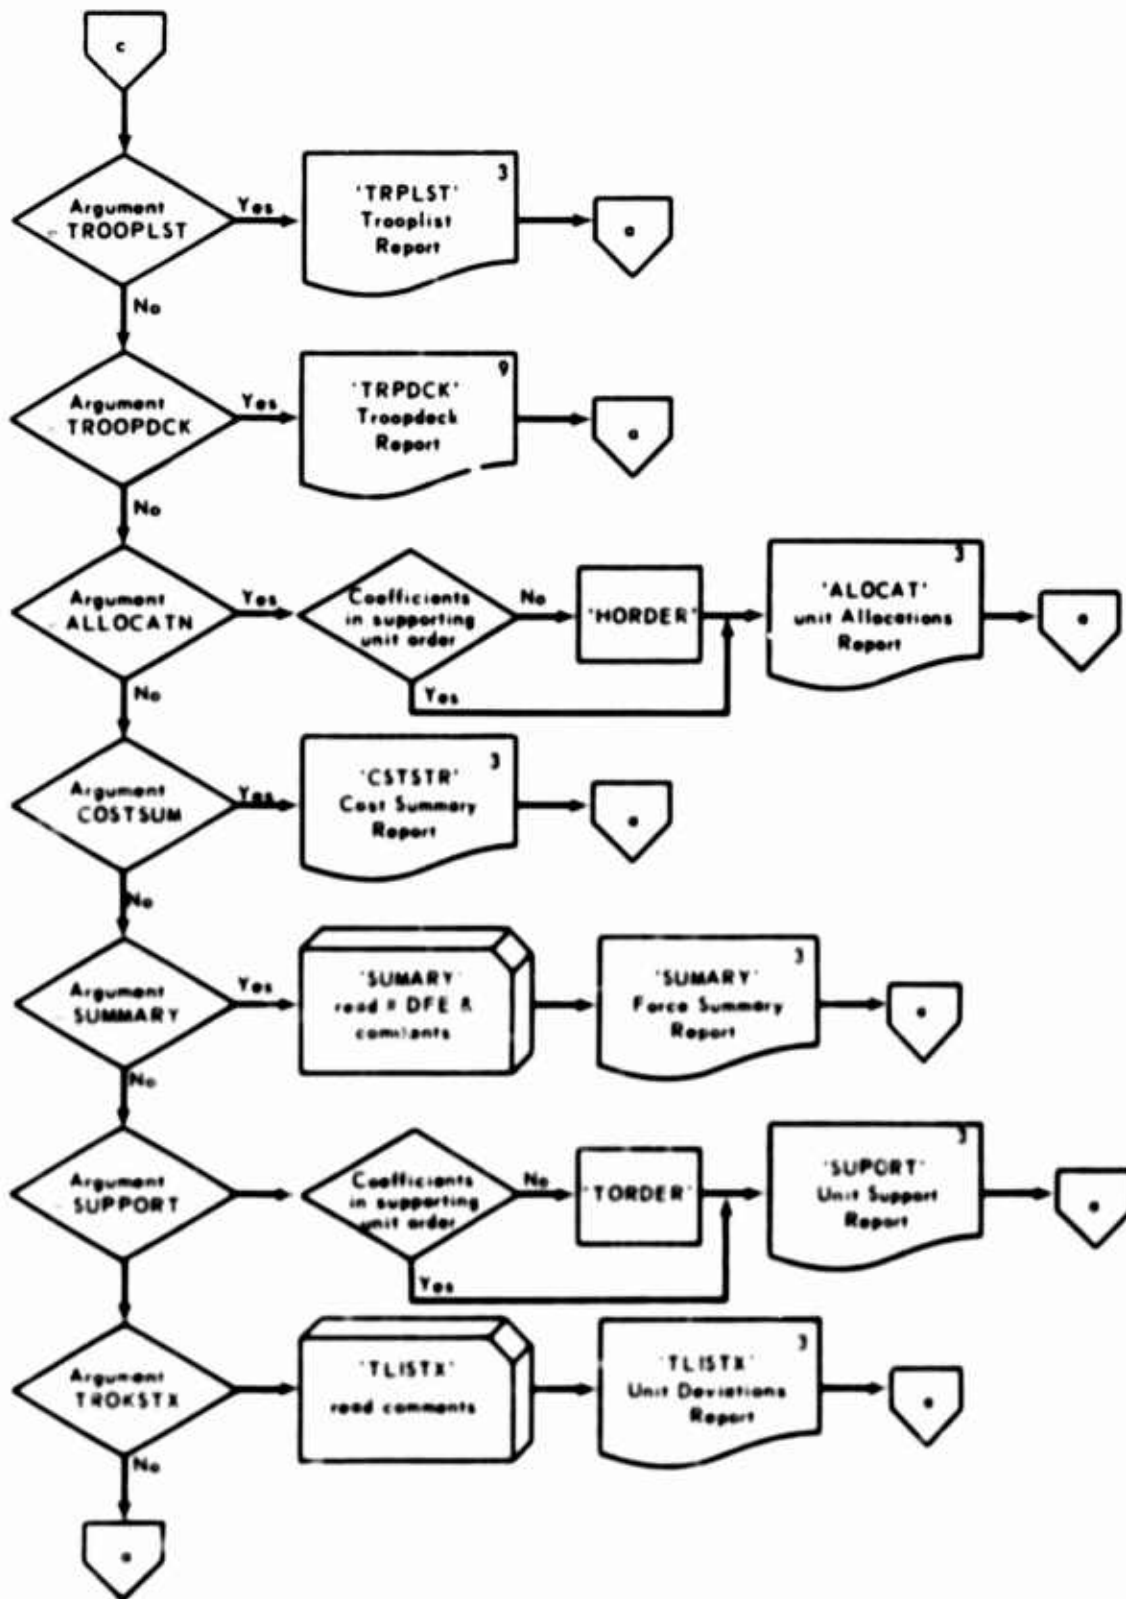 c
Argument
= TROOPLST
Yes
3
'TRPLST'
Trooplist
Report
a
No
Argument
TROOPDCK
Yes
9
'TRPDCK'
Troopdeck
Report
a
No
Argument
ALLOCATN
Yes
Coefficients
in supporting
unit order
No
'HORDER'
3
'ALOCAT'
unit Allocations
Report
a
Yes
No
Argument
COSTSUM
Yes
3
'CSTSTR'
Cost Summary
Report
a
No
Argument
SUMMARY
Yes
'SUMARY'
read # DFE &
3
'SUMARY'
Force Summary
Report
a
No
Argument
SUPPORT
Coefficients
in supporting
unit order
No
'TORDER'
3
'SUPORT'
Unit Support
Report
a
Yes
Argument
TROKSTX
'TLISTX'
read comments
3
'TLISTX'
Unit Deviations
Report
a
No
a